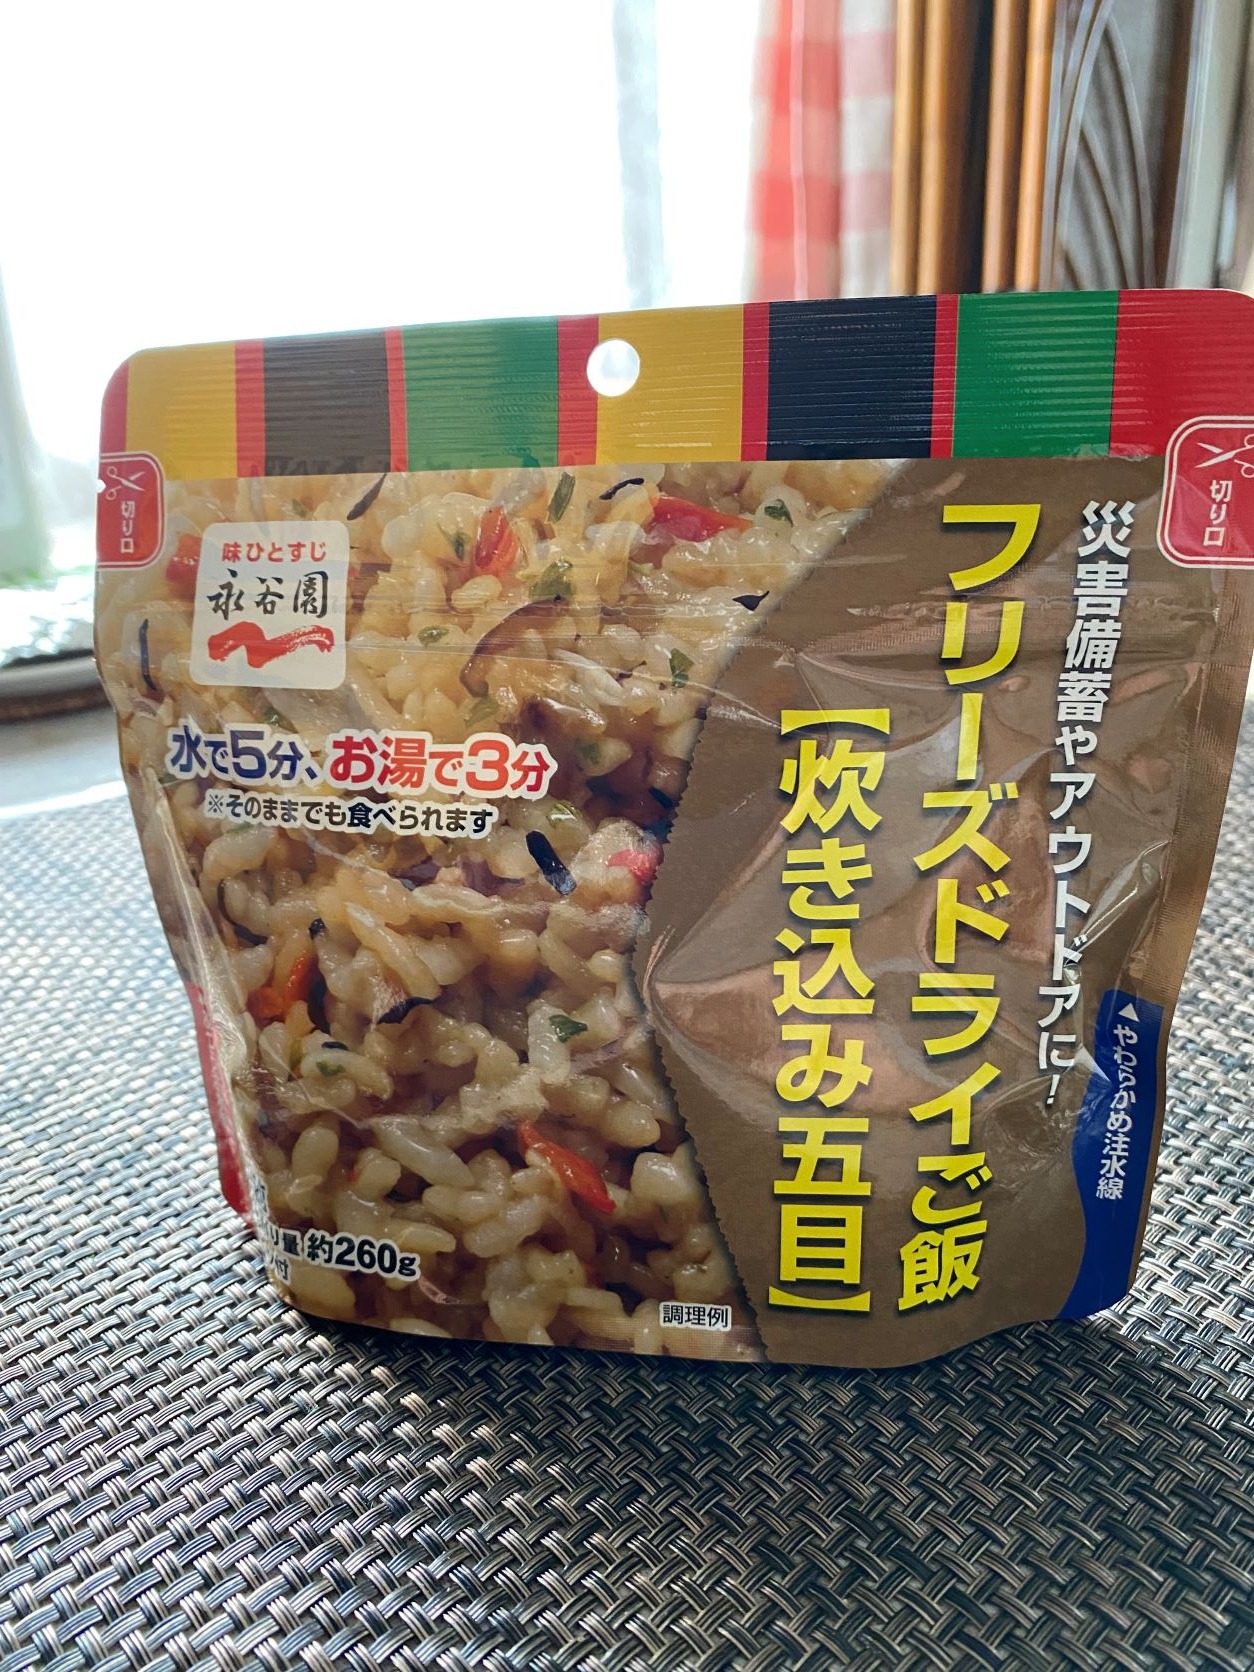 切り口
切り口
味ひとすじ
永谷園
水で5分、お湯で3分
※そのままでも食べられます
災害備蓄やアウトドアに!
フリーズドライご飯
【炊き込み五目】
▲やわらかめ注水線
り量 約260g
付
調理例